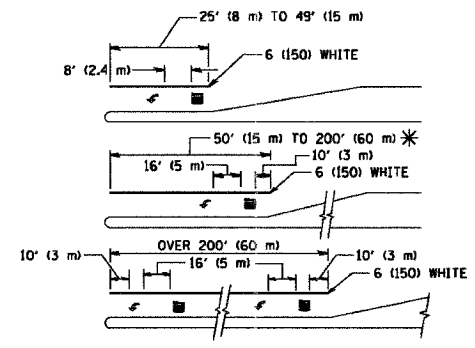 25' (8 m) TO 49' (15 m)
6 (150) WHITE
8' (2.4 m)
50' (15 m) TO 200' (60 m) *
16' (5 m)
10' (3 m)
6 (150) WHITE
OVER 200' (60 m)
10' (3 m)
16' (5 m)
10' (3 m)
6 (150) WHITE